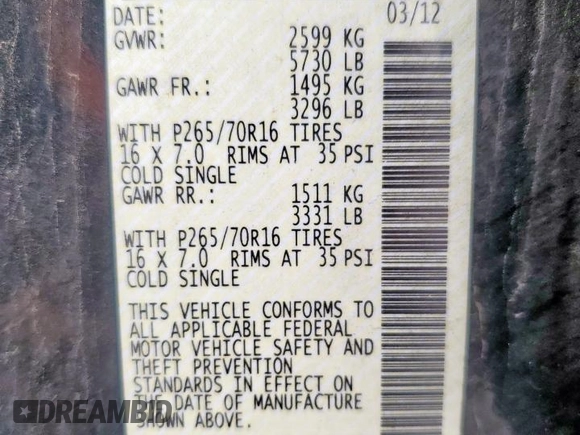 DATE: 03/12
GVWR: 2599 KG
5730 LB
GAWR FR.: 1495 KG
3296 LB
WITH P265/70R16 TIRES
16 X 7.0 RIMS AT 35 PSI
COLD SINGLE
GAWR RR.: 1511 KG
3331 LB
WITH P265/70R16 TIRES
16 X 7.0 RIMS AT 35 PSI
COLD SINGLE
THIS VEHICLE CONFORMS TO
ALL APPLICABLE FEDERAL
MOTOR VEHICLE SAFETY AND
THEFT PREVENTION
STANDARDS IN EFFECT ON
THE DATE OF MANUFACTURE
SHOWN ABOVE.
DREAMBID